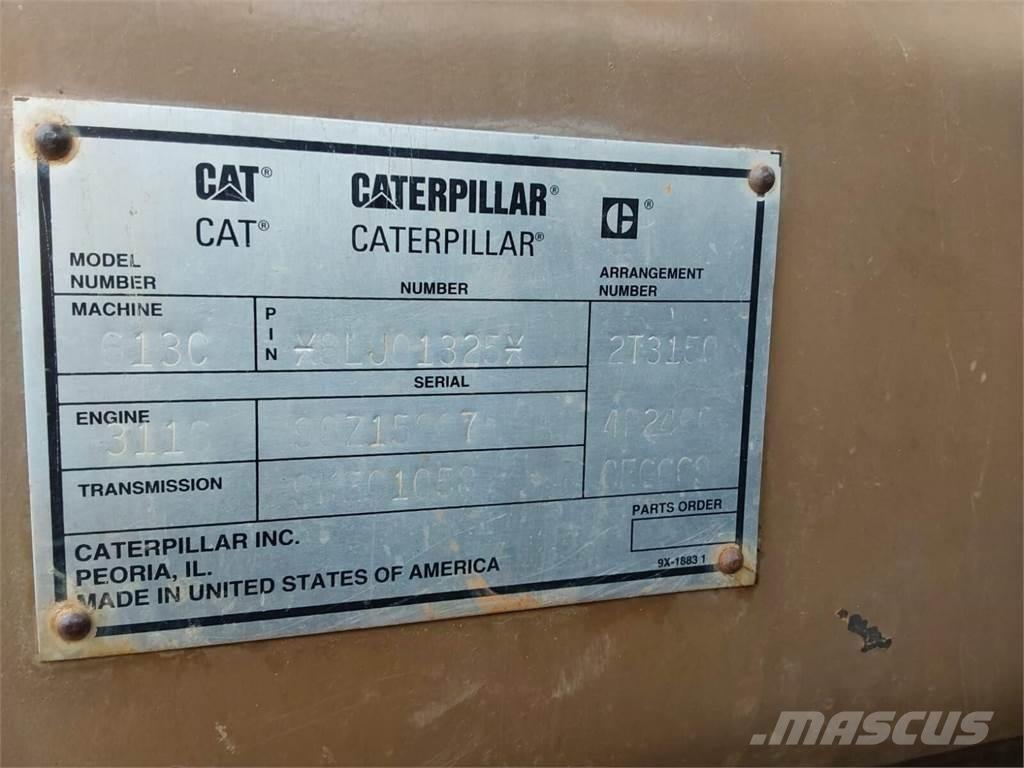 CAT® CATERPILLAR® C®
CAT® CATERPILLAR®
MODEL NUMBER
NUMBER
ARRANGEMENT NUMBER
MACHINE
613C
PIN
*8LJ01325*
SERIAL
ENGINE
3116
TRANSMISSION
PARTS ORDER
CATERPILLAR INC.
PEORIA, IL.
MADE IN UNITED STATES OF AMERICA
9X-1883 1
MASCUS